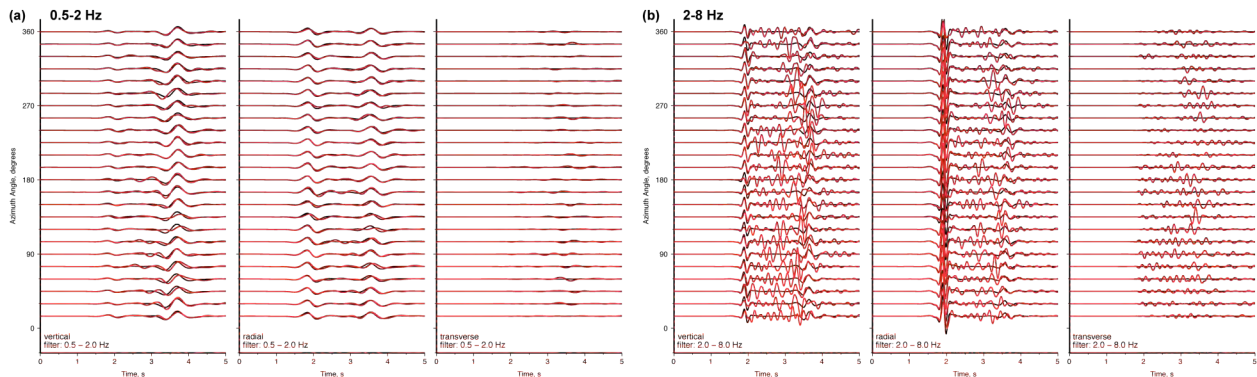 (a) 0.5-2 Hz
360
270
180
90
0
Azimuth Angle, degrees
vertical
filter: 0.5 – 2.0 Hz
0 1 2 3 4 5
Time, s
radial
filter: 0.5 – 2.0 Hz
0 1 2 3 4 5
Time, s
transverse
filter: 0.5 – 2.0 Hz
0 1 2 3 4 5
Time, s
(b) 2-8 Hz
360
270
180
90
0
Azimuth Angle, degrees
vertical
filter: 2.0 – 8.0 Hz
0 1 2 3 4 5
Time, s
radial
filter: 2.0 – 8.0 Hz
0 1 2 3 4 5
Time, s
transverse
filter: 2.0 – 8.0 Hz
0 1 2 3 4 5
Time, s